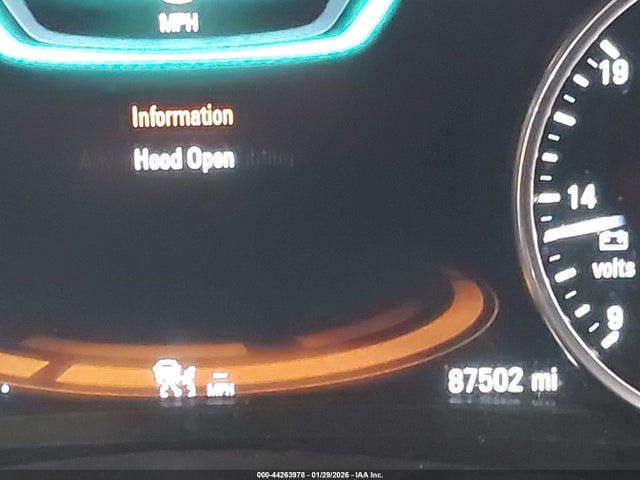 MPH
19
Information
Hood Open
14
volts
9
MPH
87502 mi
000-44263978 - 01/29/2026 - IAA Inc.